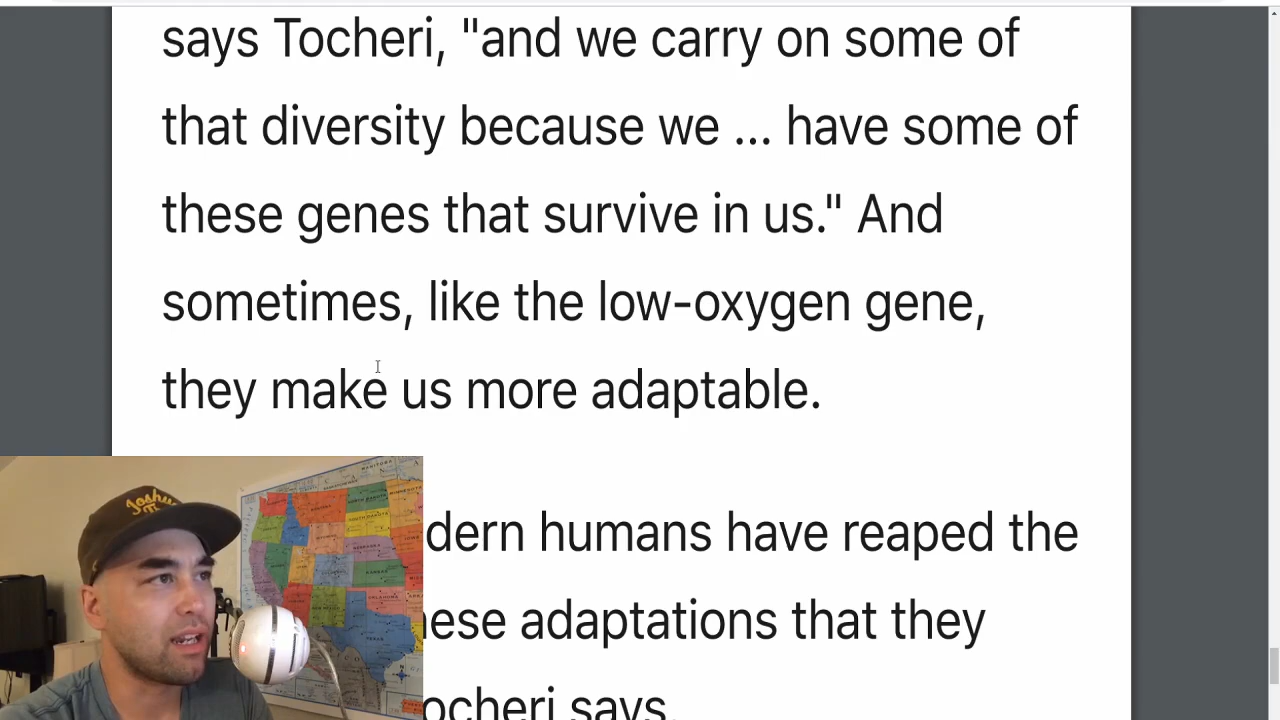 says Tocheri, "and we carry on some of
that diversity because we ... have some of
these genes that survive in us." And
sometimes, like the low-oxygen gene,
they make us more adaptable.
dern humans have reaped the
ese adaptations that they
ocheri says.
Joshua
TEXAS